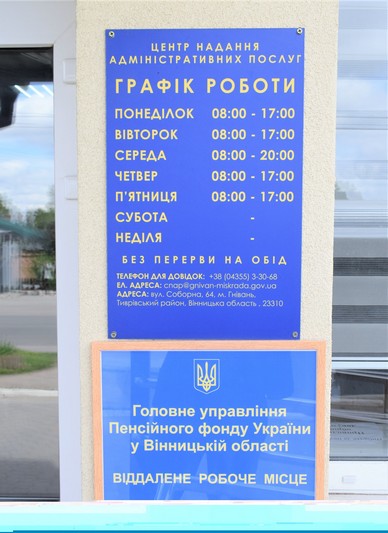 ЦЕНТР НАДАННЯ
АДМІНІСТРАТИВНИХ ПОСЛУГ
ГРАФІК РОБОТИ
ПОНЕДІЛОК 08:00 - 17:00
ВІВТОРОК 08:00 - 17:00
СЕРЕДА 08:00 - 20:00
ЧЕТВЕР 08:00 - 17:00
П'ЯТНИЦЯ 08:00 - 17:00
СУБОТА -
НЕДІЛЯ -
БЕЗ ПЕРЕРВИ НА ОБІД
ТЕЛЕФОН ДЛЯ ДОВІДОК: +38 (04355) 3-30-68
ЕЛ. АДРЕСА: cnap@gnivan-miskrada.gov.ua
АДРЕСА: вул. Соборна, 64, м. Гнівань,
Тиврівський район, Вінницька область, 23310
Головне управління
Пенсійного фонду України
у Вінницькій області
ВІДДАЛЕНЕ РОБОЧЕ МІСЦЕ